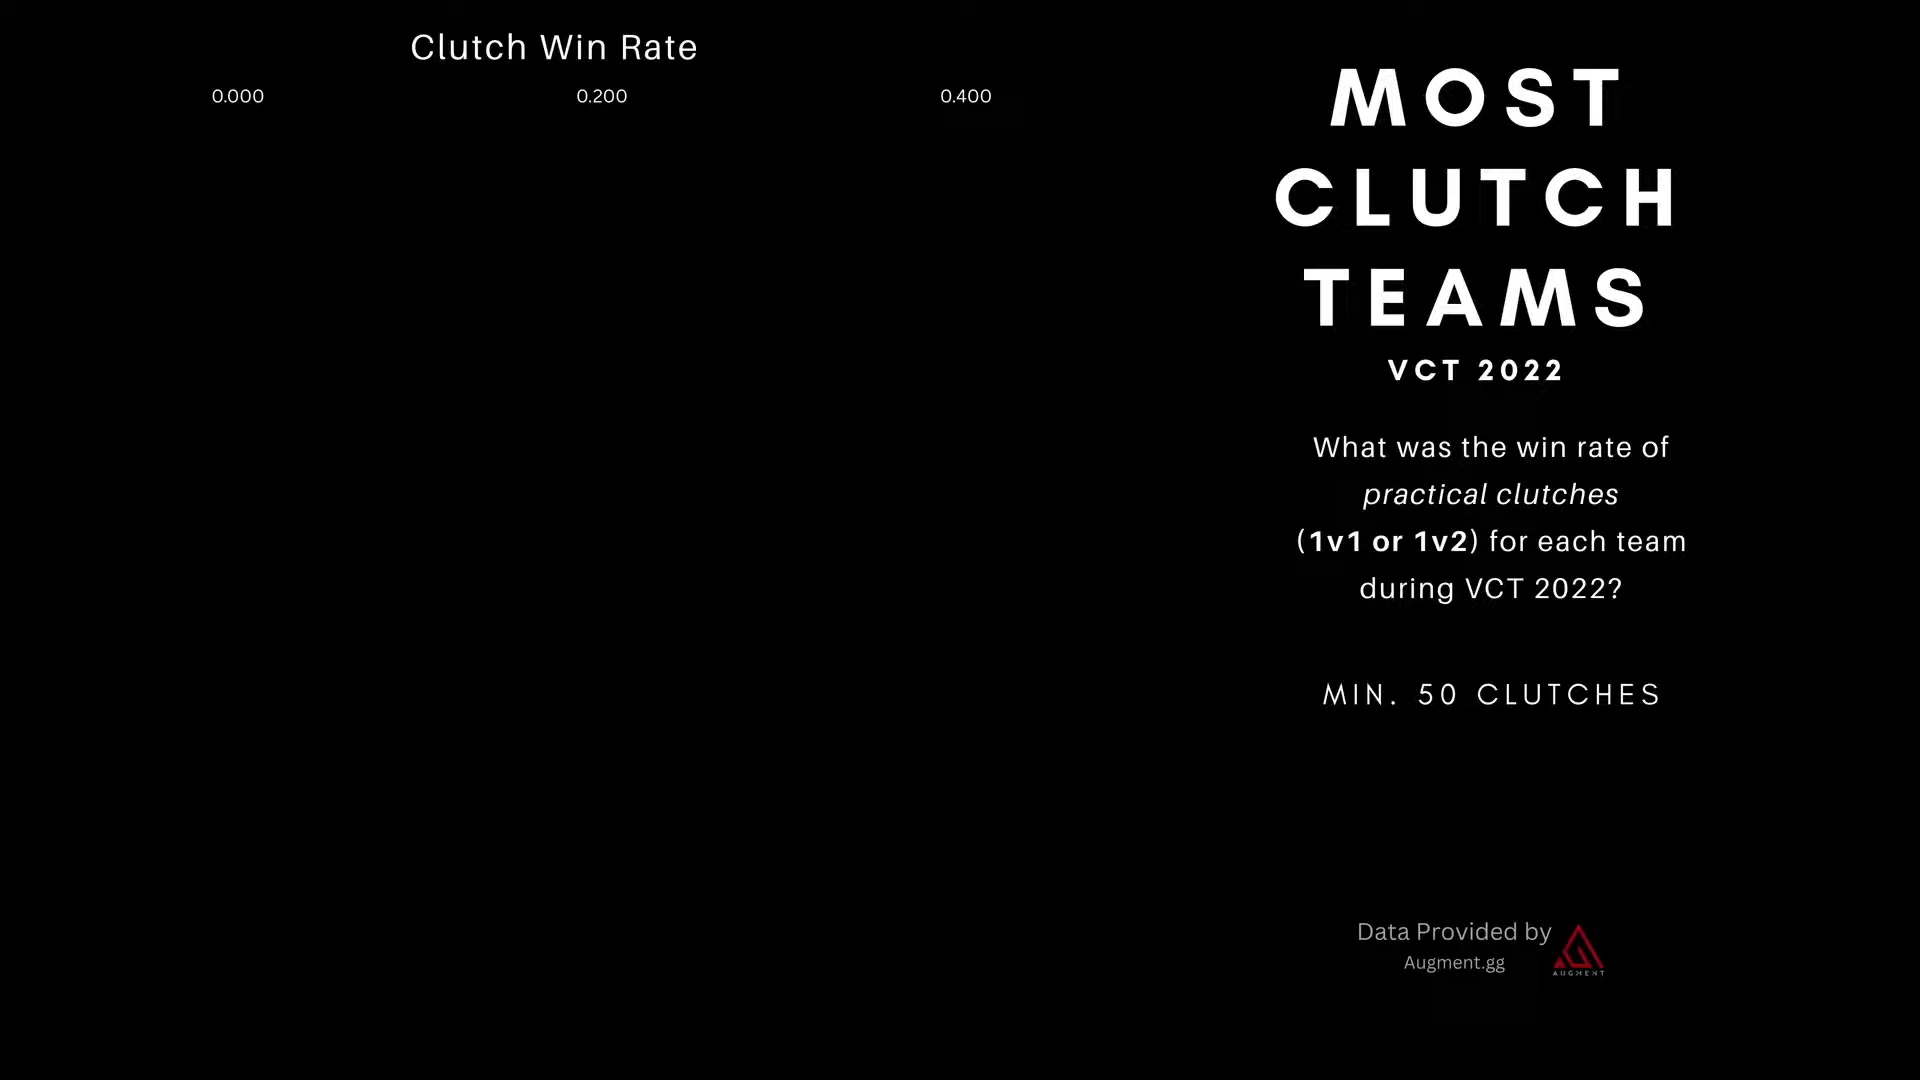 Clutch Win Rate
0.000 0.200 0.400
MOST
CLUTCH
TEAMS
VCT 2022
What was the win rate of
practical clutches
(1v1 or 1v2) for each team
during VCT 2022?
MIN. 50 CLUTCHES
Data Provided by
Augment.gg
AUGMENT